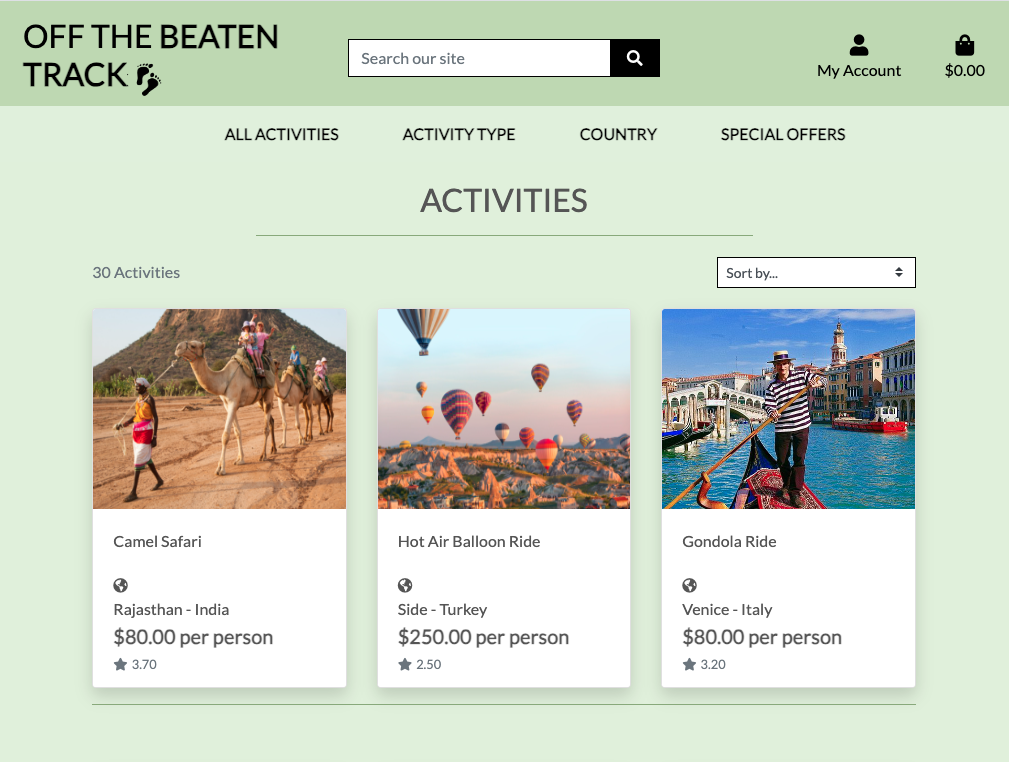 OFF THE BEATEN
TRACK
Search our site
My Account
$0.00
ALL ACTIVITIES
ACTIVITY TYPE
COUNTRY
SPECIAL OFFERS
ACTIVITIES
30 Activities
Sort by...
Camel Safari
Rajasthan - India
$80.00 per person
3.70
Hot Air Balloon Ride
Side - Turkey
$250.00 per person
2.50
Gondola Ride
Venice - Italy
$80.00 per person
3.20